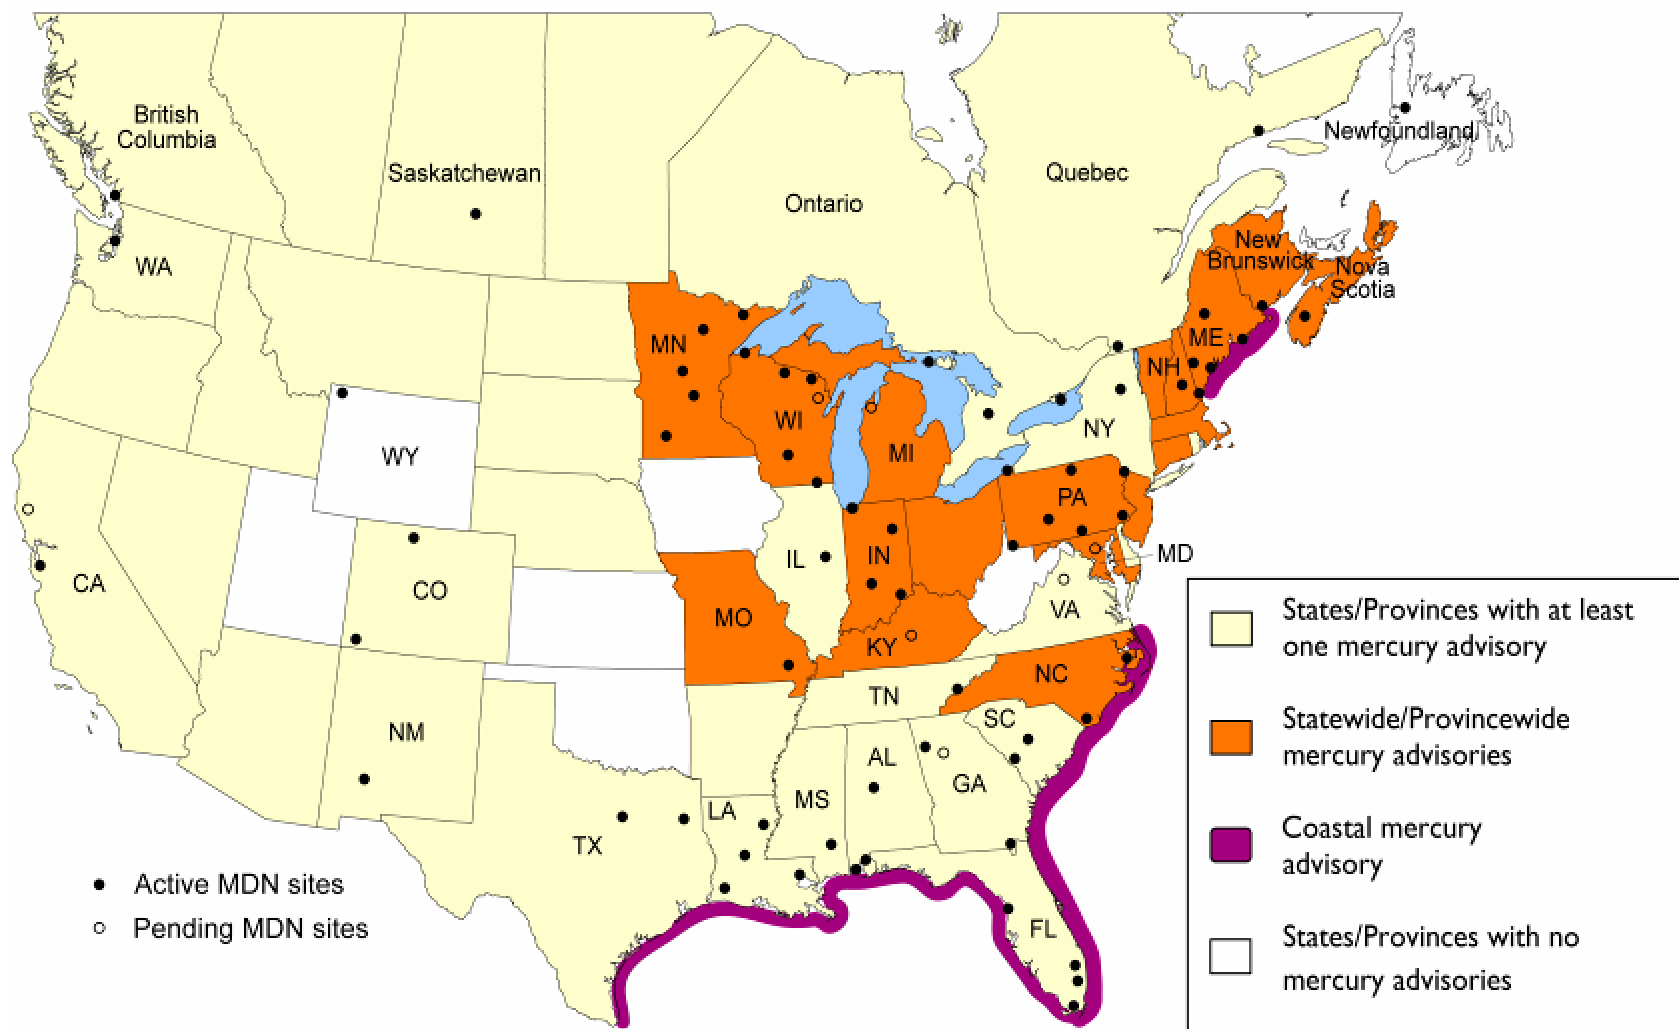 British
Columbia
Saskatchewan
Ontario
Quebec
Newfoundland
New
Brunswick
Nova
Scotia
WA
MN
ME
NH
WI
MI
NY
WY
PA
MD
IL
IN
CA
CO
VA
MO
KY
NC
TN
NM
SC
AL
GA
MS
LA
TX
FL
Active MDN sites
Pending MDN sites
States/Provinces with at least
one mercury advisory
Statewide/Provincewide
mercury advisories
Coastal mercury
advisory
States/Provinces with no
mercury advisories